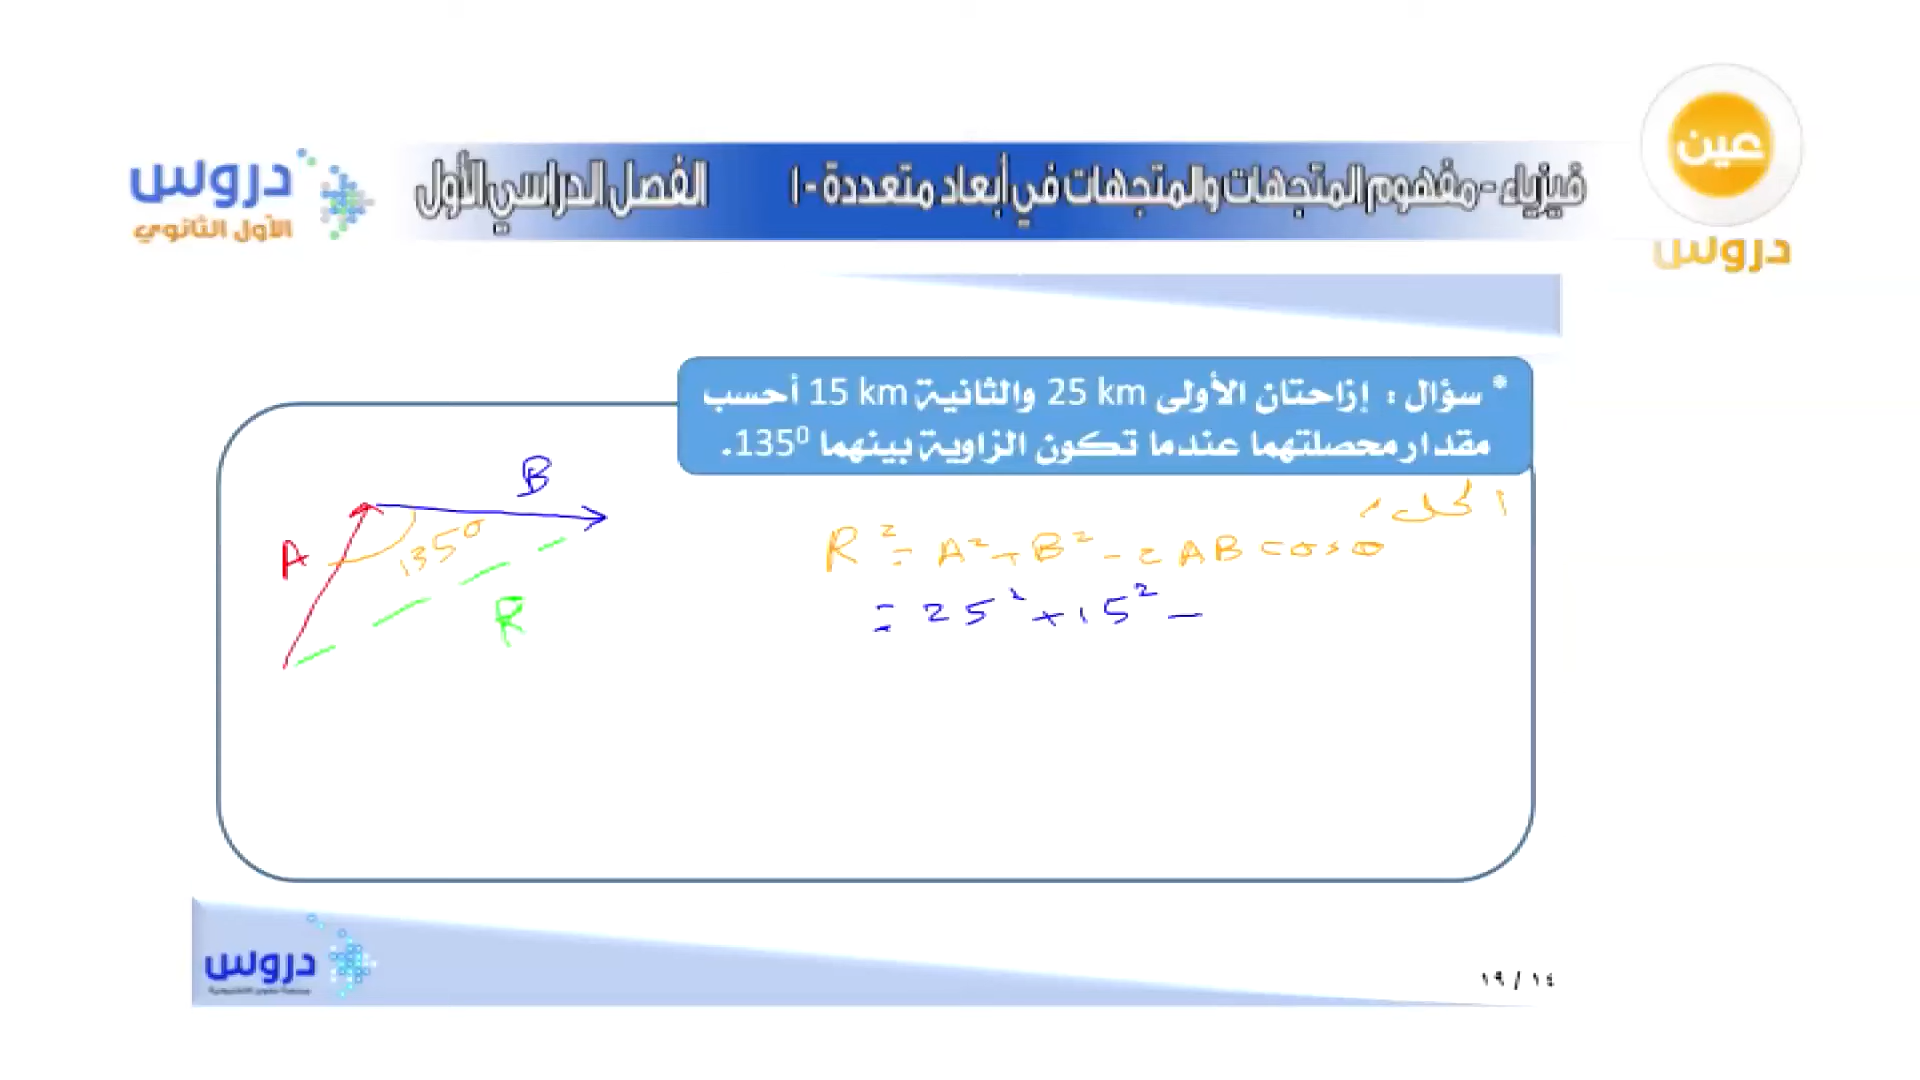 عين
دروس
فيزياء - مفهوم المتجهات والمتجهات في أبعاد متعددة - ١ الفصل الدراسي الأول
دروس
الأول الثانوي
* سؤال : إزاحتان الأولى 25 km والثانية 15 km أحسب
مقدار محصلتهما عندما تكون الزاوية بينهما 135⁰.
الحل:
R² = A² + B² - 2AB cos θ
= 25² + 15² -
A
B
135°
R
دروس
١٩ / ١٤